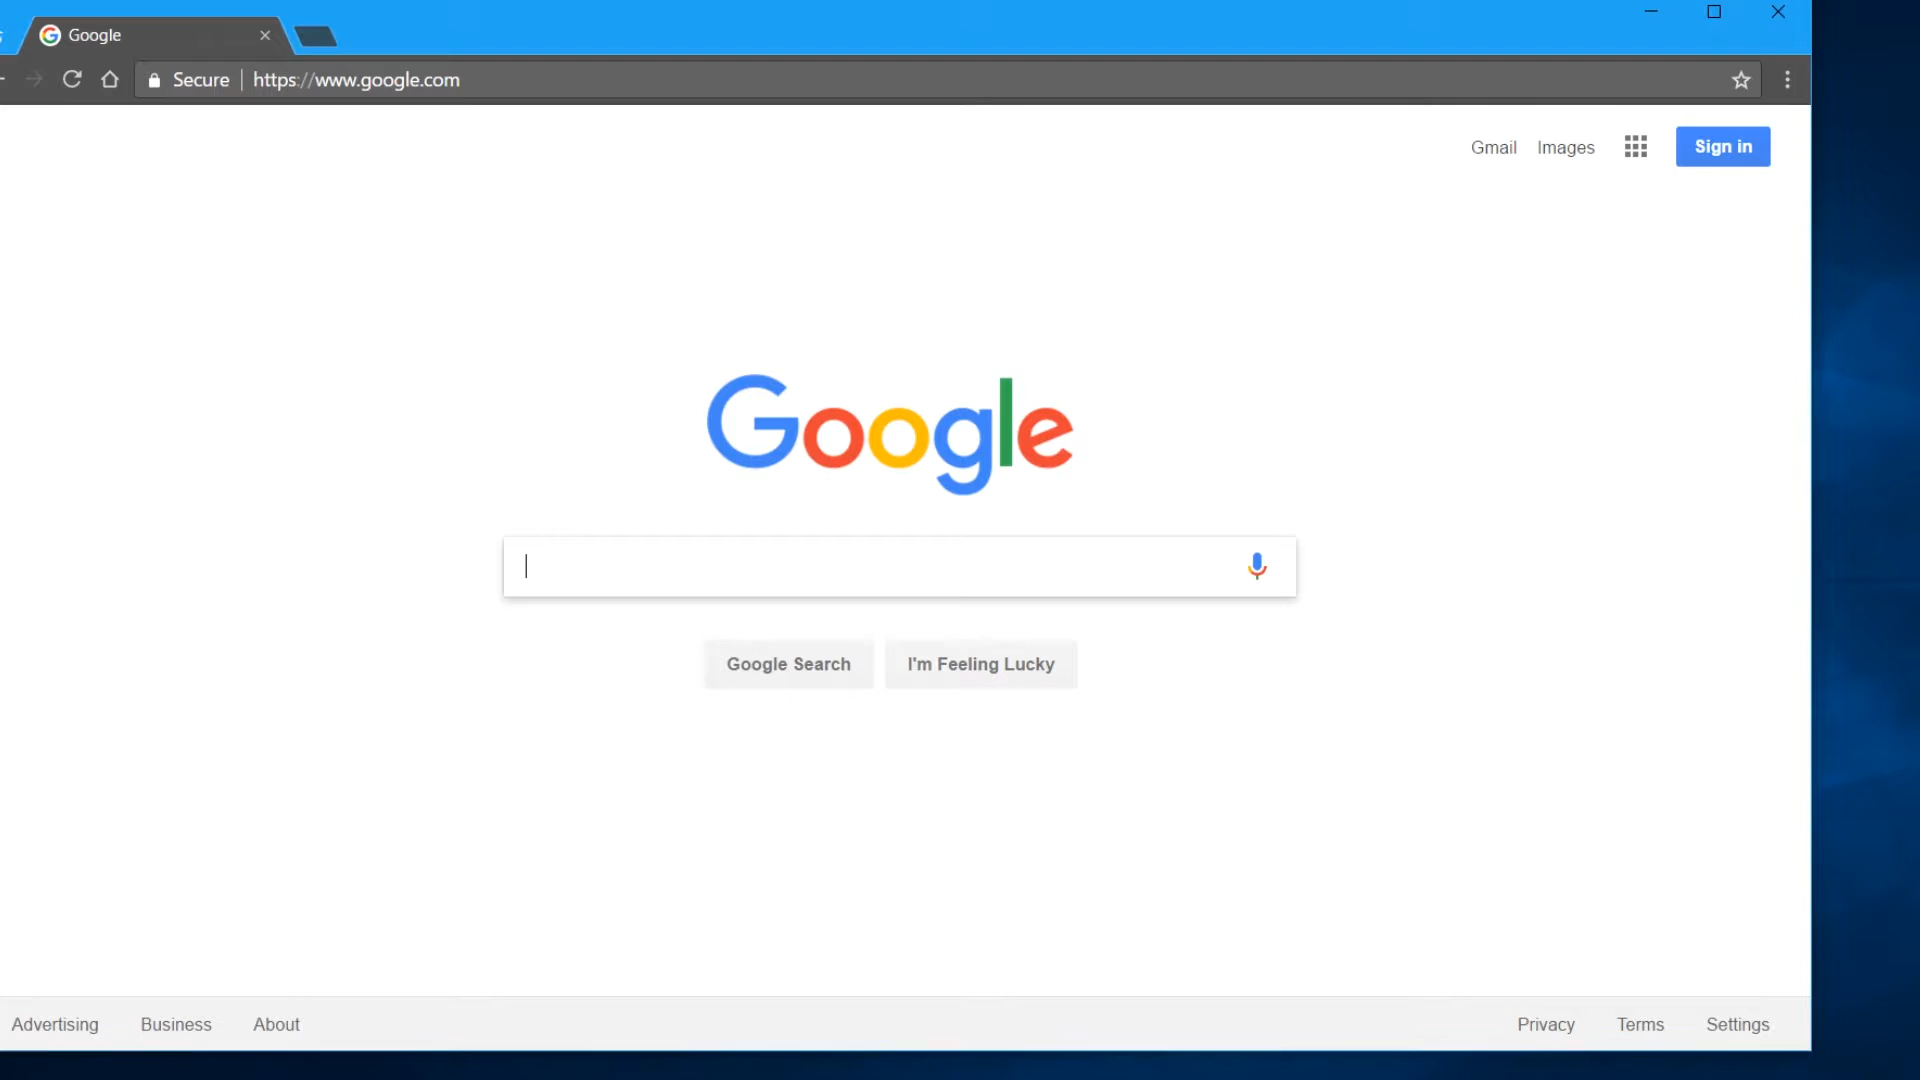 Google
Secure https://www.google.com
Gmail Images Sign in
Google
Google Search I'm Feeling Lucky
Advertising Business About Privacy Terms Settings